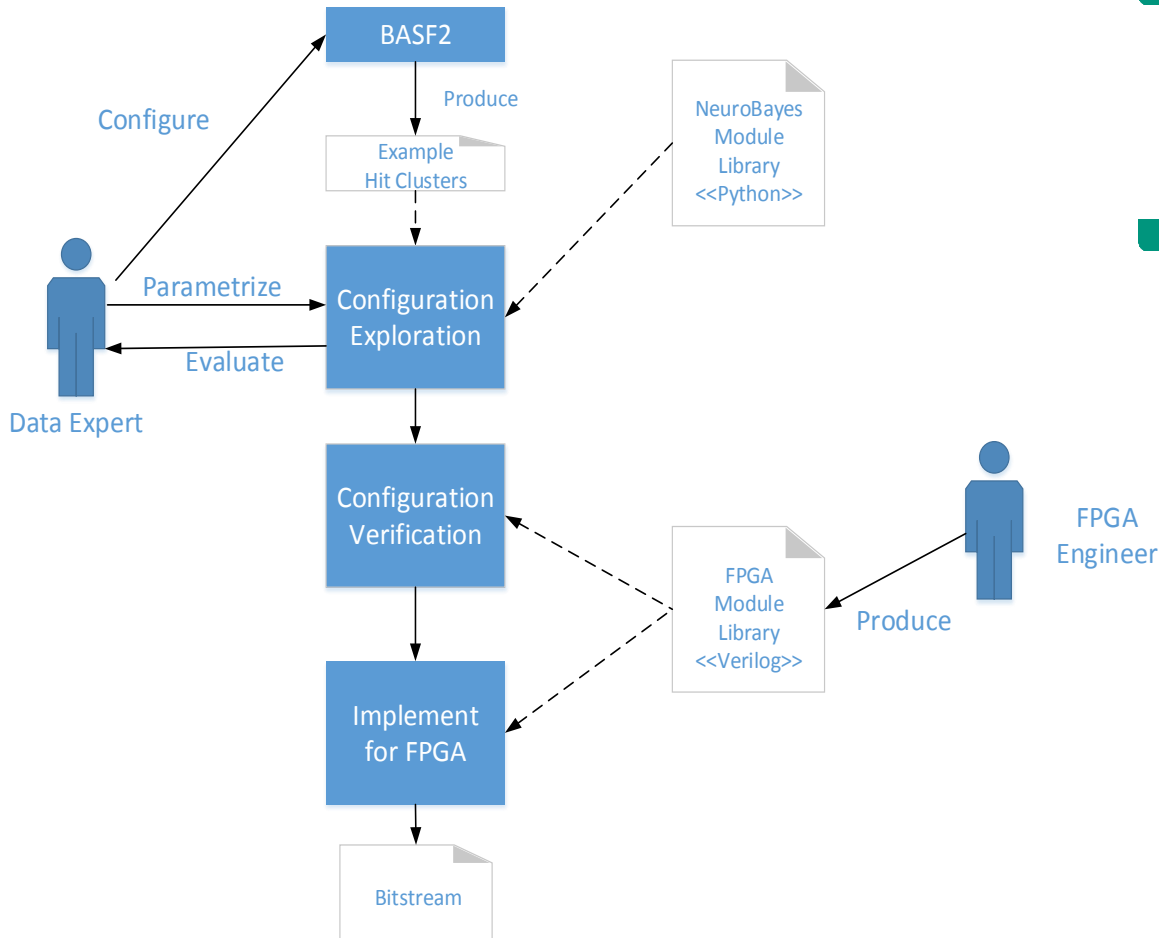 BASF2
Produce
Configure
Example
Hit Clusters
NeuroBayes
Module
Library
<<Python>>
Parametrize
Configuration
Exploration
Evaluate
Data Expert
Configuration
Verification
FPGA
Module
Library
<<Verilog>>
Produce
FPGA
Engineer
Implement
for FPGA
Bitstream